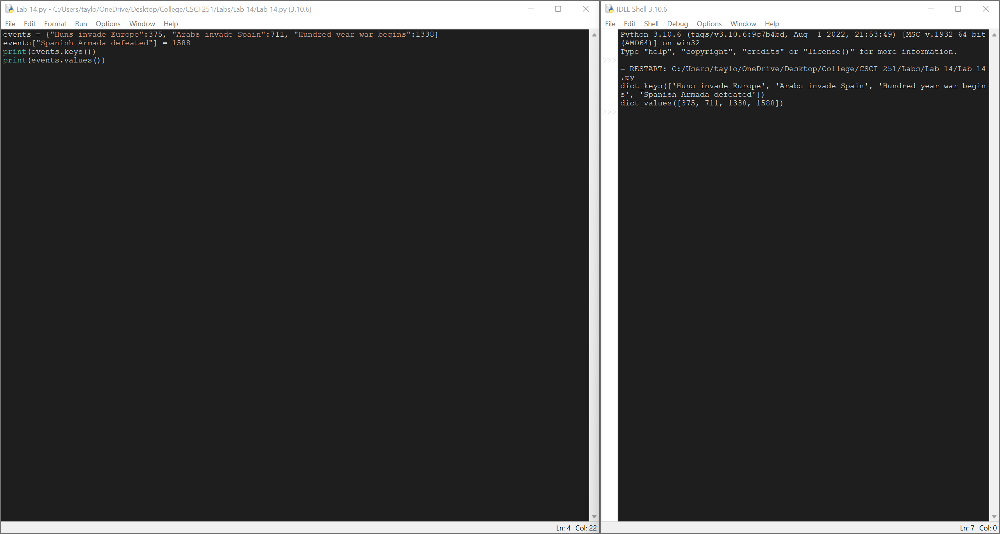 Lab 14.py - C:/Users/taylo/OneDrive/Desktop/College/CSCI 251/Labs/Lab 14/Lab 14.py (3.10.6)
File Edit Format Run Options Window Help
events = {"Huns invade Europe":375, "Arabs invade Spain":711, "Hundred year war begins":1338}
events["Spanish Armada defeated"] = 1588
print(events.keys())
print(events.values())
Ln: 4 Col: 22
IDLE Shell 3.10.6
File Edit Shell Debug Options Window Help
Python 3.10.6 (tags/v3.10.6:9c7b4bd, Aug  1 2022, 21:53:49) [MSC v.1932 64 bit
(AMD64)] on win32
Type "help", "copyright", "credits" or "license()" for more information.
>>>
= RESTART: C:/Users/taylo/OneDrive/Desktop/College/CSCI 251/Labs/Lab 14/Lab 14
.py
dict_keys(['Huns invade Europe', 'Arabs invade Spain', 'Hundred year war begin
s', 'Spanish Armada defeated'])
dict_values([375, 711, 1338, 1588])
>>>
Ln: 7 Col: 0